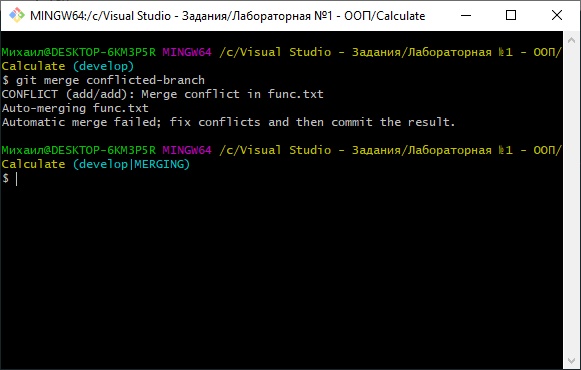 MINGW64:/c/Visual Studio - Задания/Лабораторная №1 - ООП/Calculate
Михаил@DESKTOP-6KM3P5R MINGW64 /c/Visual Studio - Задания/Лабораторная №1 - ООП/
Calculate (develop)
$ git merge conflicted-branch
CONFLICT (add/add): Merge conflict in func.txt
Auto-merging func.txt
Automatic merge failed; fix conflicts and then commit the result.
Михаил@DESKTOP-6KM3P5R MINGW64 /c/Visual Studio - Задания/Лабораторная №1 - ООП/
Calculate (develop|MERGING)
$